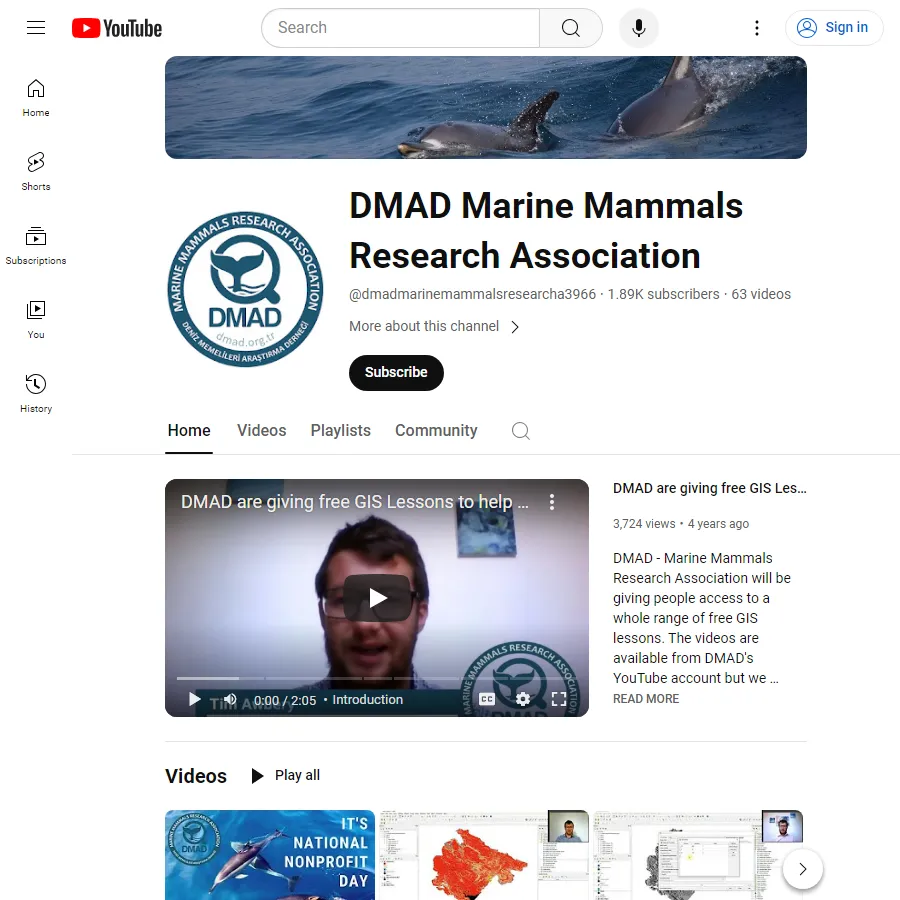 YouTube
Search
Sign in
Home
Shorts
Subscriptions
You
History
MARINE MAMMALS RESEARCH ASSOCIATION
DMAD
dmad.org.tr
DENİZ MEMELİLERİ ARAŞTIRMA DERNEĞİ
DMAD Marine Mammals
Research Association
@dmadmarinemammalsresearcha3966 · 1.89K subscribers · 63 videos
More about this channel
Subscribe
Home
Videos
Playlists
Community
DMAD are giving free GIS Lessons to help ...
MARINE MAMMALS RESEARCH ASSOCIATION
Tim Awbery
0:00 / 2:05 • Introduction
CC
DMAD are giving free GIS Les...
3,724 views • 4 years ago
DMAD - Marine Mammals
Research Association will be
giving people access to a
whole range of free GIS
lessons. The videos are
available from DMAD's
YouTube account but we ...
READ MORE
Videos
Play all
DMAD
IT'S
NATIONAL
NONPROFIT
DAY